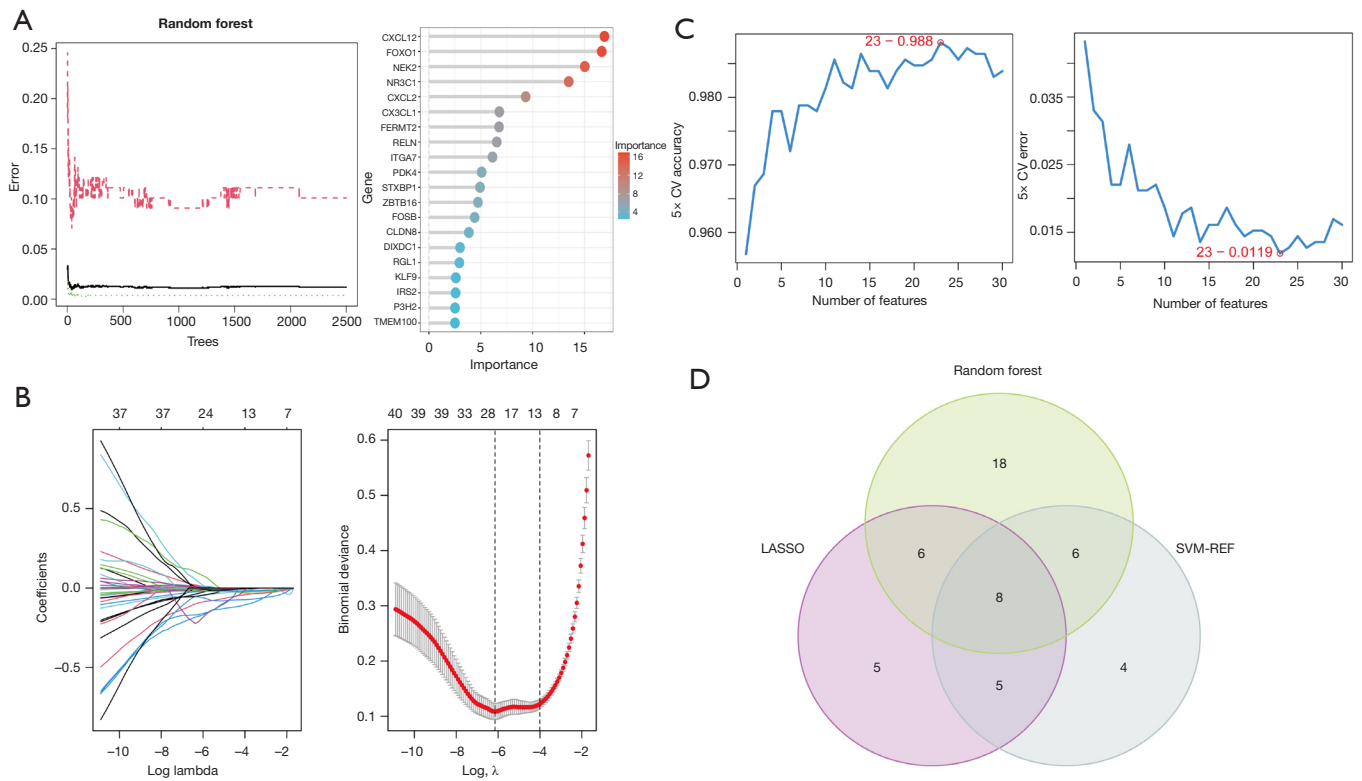 A
Random forest
0.25
0.20
0.15
0.10
0.05
0.00
Error
0 500 1000 1500 2000 2500
Trees
Gene
CXCL12
FOXO1
NEK2
NR3C1
CXCL2
CX3CL1
FERMT2
RELN
ITGA7
PDK4
STXBP1
ZBTB16
FOSB
CLDN8
DIXDC1
RGL1
KLF9
IRS2
P3H2
TMEM100
0 5 10 15
Importance
Importance
16
12
8
4
B
37 37 24 13 7
0.5
0.0
−0.5
Coefficients
−10 −8 −6 −4 −2
Log lambda
40 39 39 33 28 17 13 8 7
0.6
0.5
0.4
0.3
0.2
0.1
Binomial deviance
−10 −8 −6 −4 −2
Log, λ
C
23 − 0.988
0.980
0.970
0.960
5× CV accuracy
0 5 10 15 20 25 30
Number of features
0.035
0.025
0.015
5× CV error
23 − 0.0119
0 5 10 15 20 25 30
Number of features
D
Random forest
LASSO
SVM-REF
18
6
6
8
5
5
4